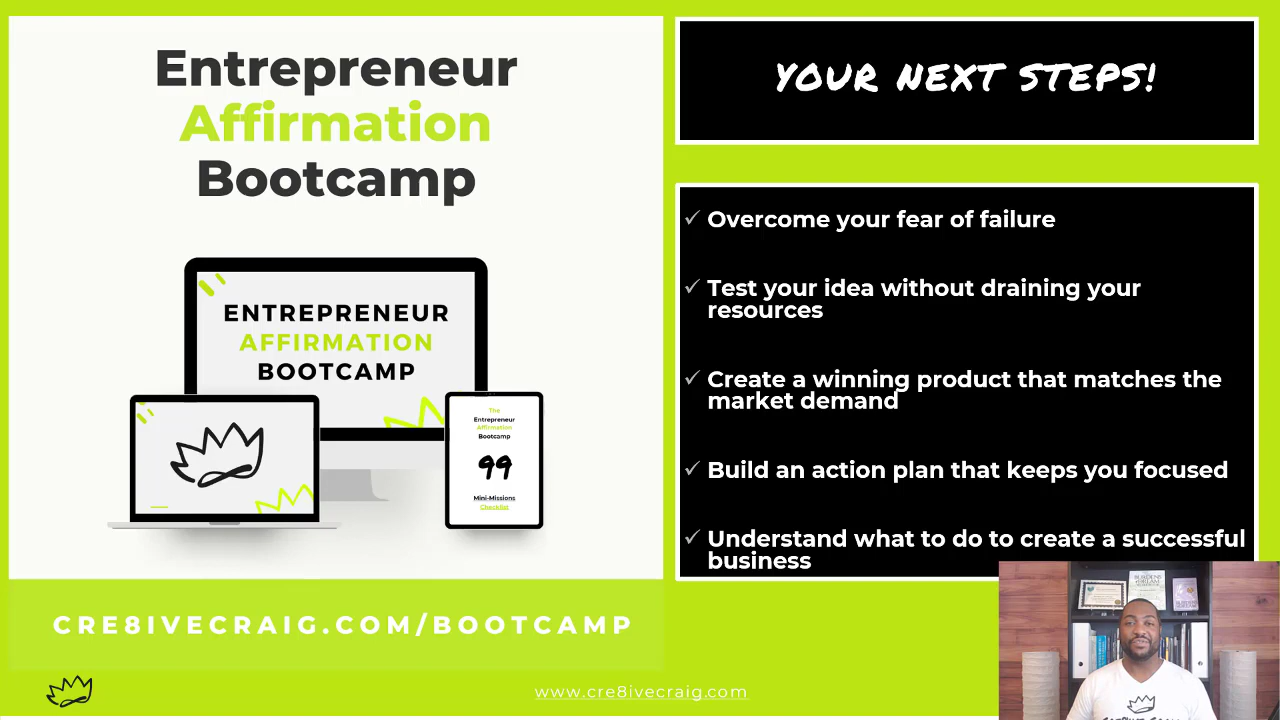 Entrepreneur
Affirmation
Bootcamp
ENTREPRENEUR
AFFIRMATION
BOOTCAMP
The
Entrepreneur
Affirmation
Bootcamp
99
Mini-Missions
Checklist
CRE8IVECRAIG.COM/BOOTCAMP
YOUR NEXT STEPS!
✓ Overcome your fear of failure
✓ Test your idea without draining your
resources
✓ Create a winning product that matches the
market demand
✓ Build an action plan that keeps you focused
✓ Understand what to do to create a successful
business
www.cre8ivecraig.com